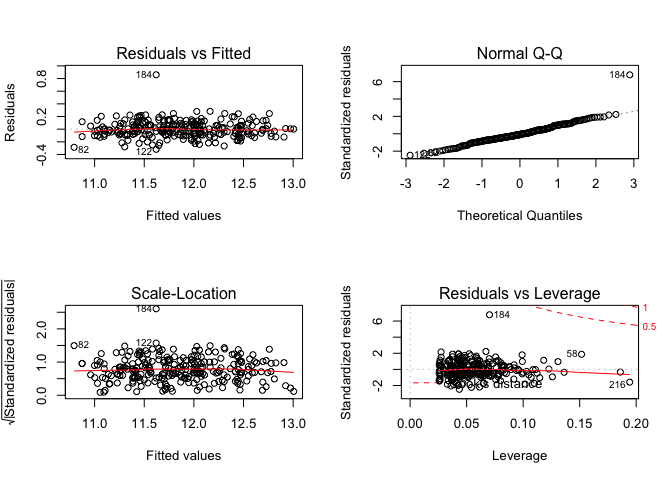 Residuals vs Fitted
Residuals
-0.4 0.2 0.8
184
82
122
11.0 11.5 12.0 12.5 13.0
Fitted values
Normal Q-Q
Standardized residuals
-2 2 6
184
-3 -2 -1 0 1 2 3
Theoretical Quantiles
Scale-Location
√|Standardized residuals|
0.0 1.0 2.0
184
82
122
11.0 11.5 12.0 12.5 13.0
Fitted values
Residuals vs Leverage
Standardized residuals
-2 2 6
184
58
216
1
0.5
distance
0.00 0.05 0.10 0.15 0.20
Leverage